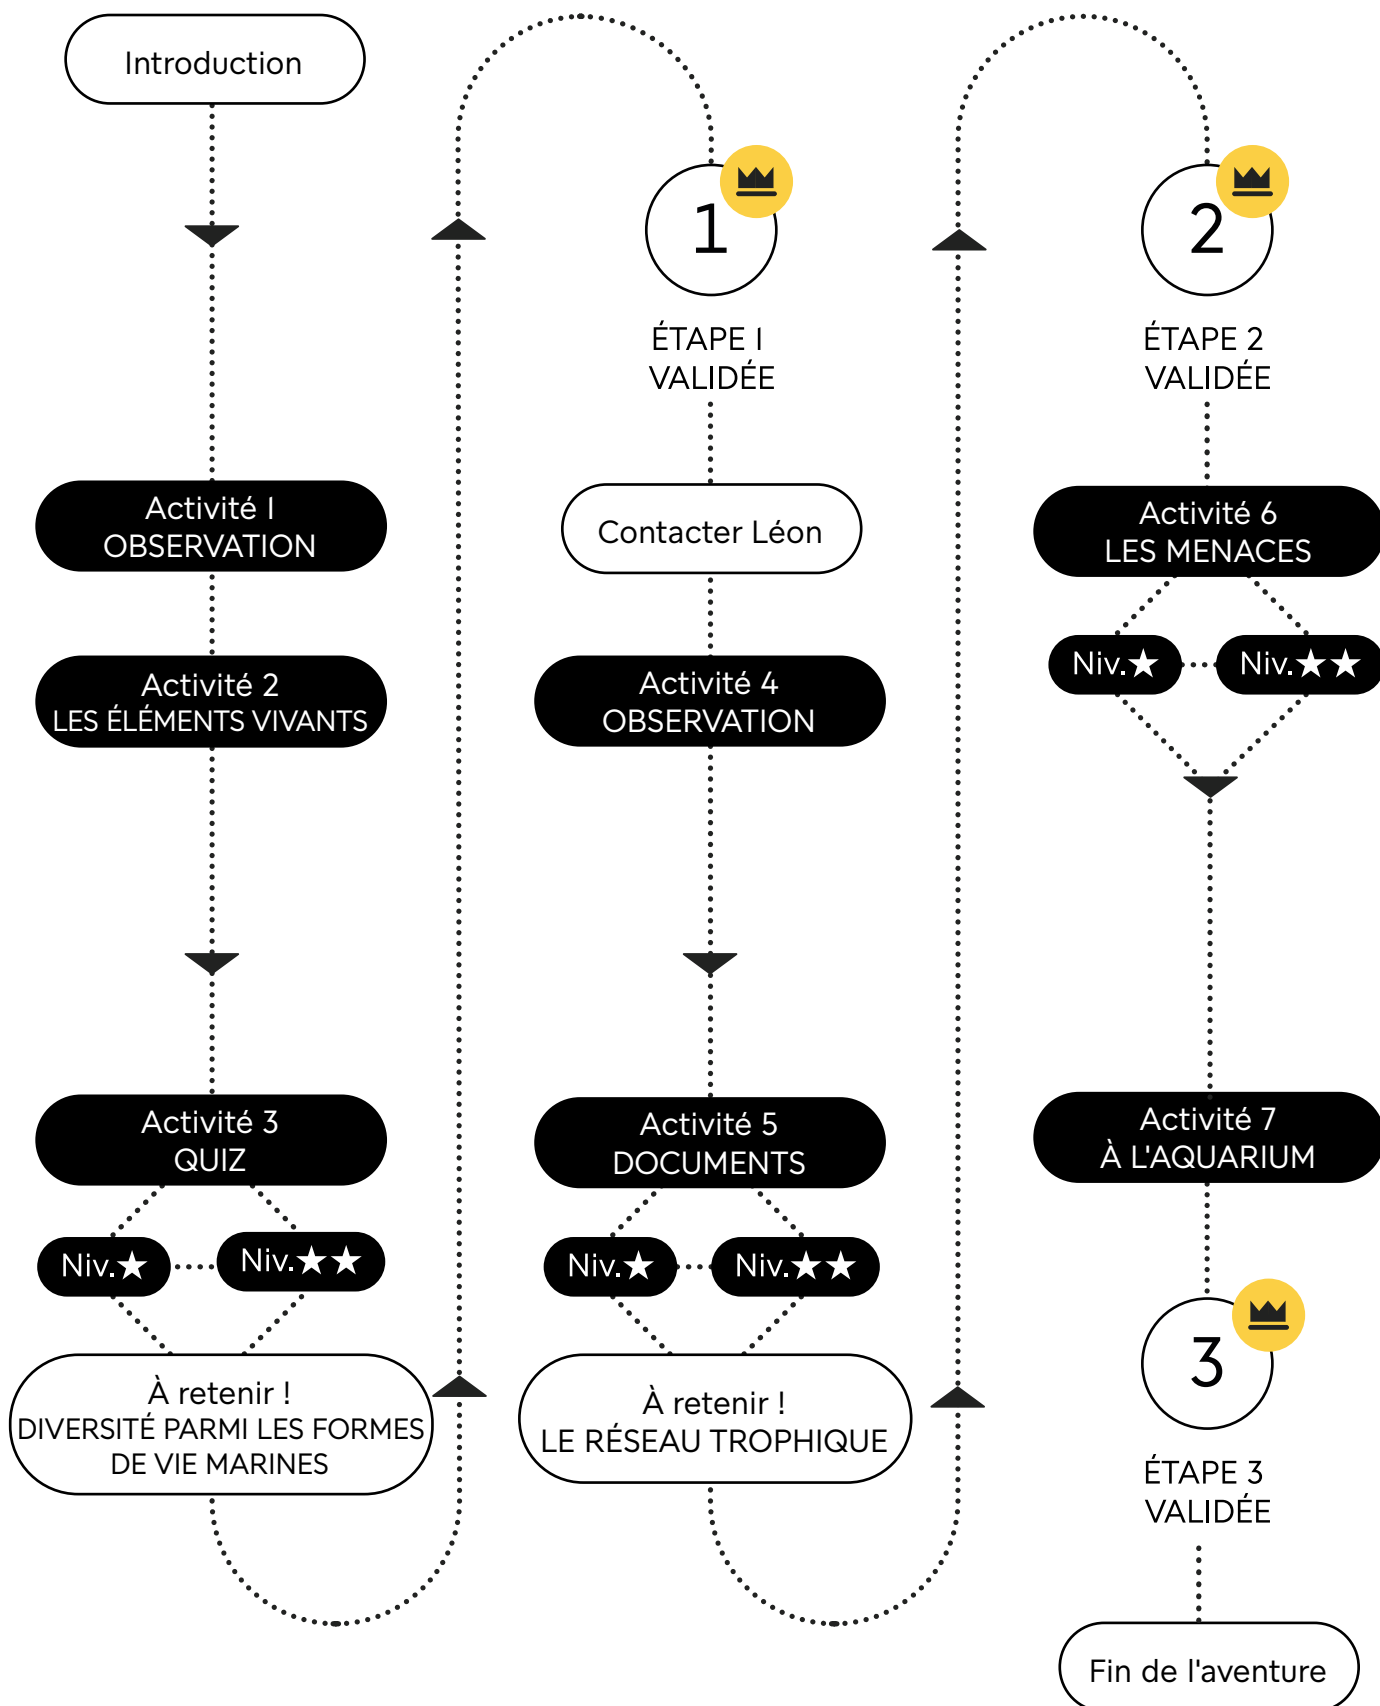 Introduction
Activité 1
OBSERVATION
Activité 2
LES ÉLÉMENTS VIVANTS
Activité 3
QUIZ
Niv.★
Niv.★★
À retenir !
DIVERSITÉ PARMI LES FORMES
DE VIE MARINES
1
ÉTAPE 1
VALIDÉE
Contacter Léon
Activité 4
OBSERVATION
Activité 5
DOCUMENTS
Niv.★
Niv.★★
À retenir !
LE RÉSEAU TROPHIQUE
2
ÉTAPE 2
VALIDÉE
Activité 6
LES MENACES
Niv.★
Niv.★★
Activité 7
À L'AQUARIUM
3
ÉTAPE 3
VALIDÉE
Fin de l'aventure